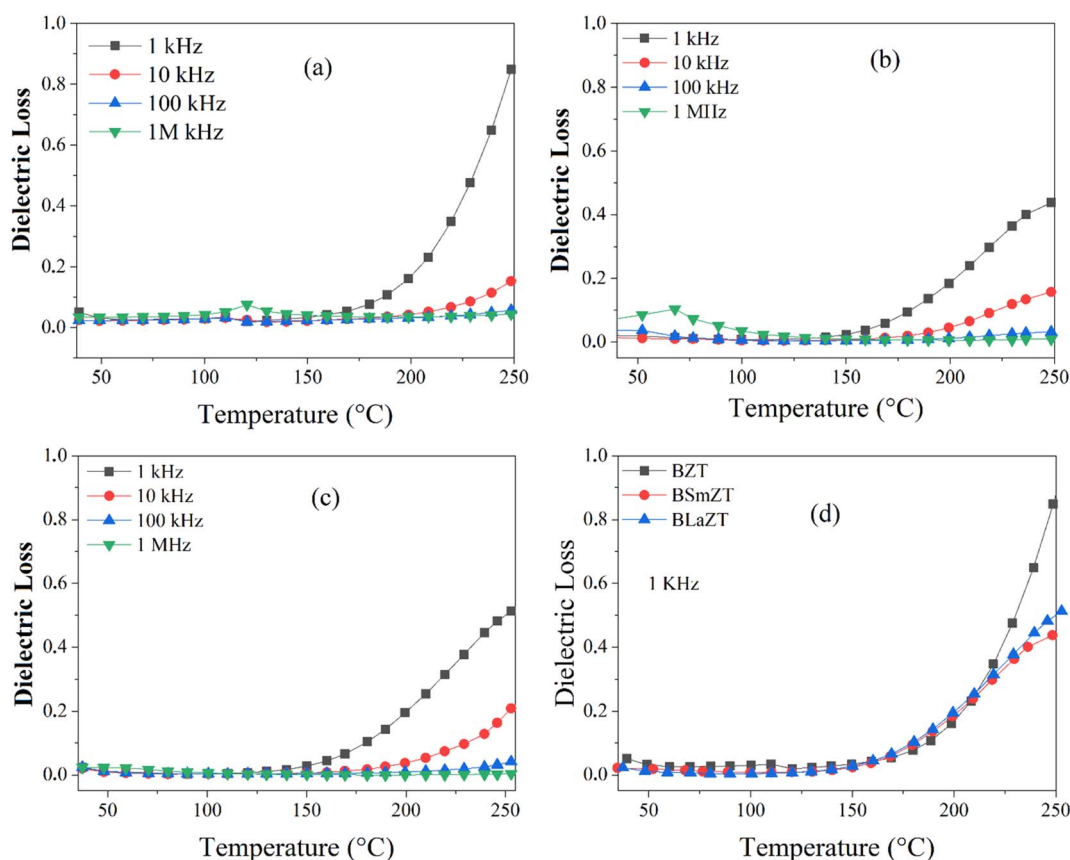 1.0
0.8
0.6
0.4
0.2
0.0
Dielectric Loss
1 kHz
10 kHz
100 kHz
1M kHz
(a)
50
100
150
200
250
Temperature (°C)
1.0
0.8
0.6
0.4
0.2
0.0
Dielectric Loss
1 kHz
10 kHz
100 kHz
1 MHz
(b)
50
100
150
200
250
Temperature (°C)
1.0
0.8
0.6
0.4
0.2
0.0
Dielectric Loss
1 kHz
10 kHz
100 kHz
1 MHz
(c)
50
100
150
200
250
Temperature (°C)
1.0
0.8
0.6
0.4
0.2
0.0
Dielectric Loss
BZT
BSmZT
BLaZT
(d)
1 KHz
50
100
150
200
250
Temperature (°C)